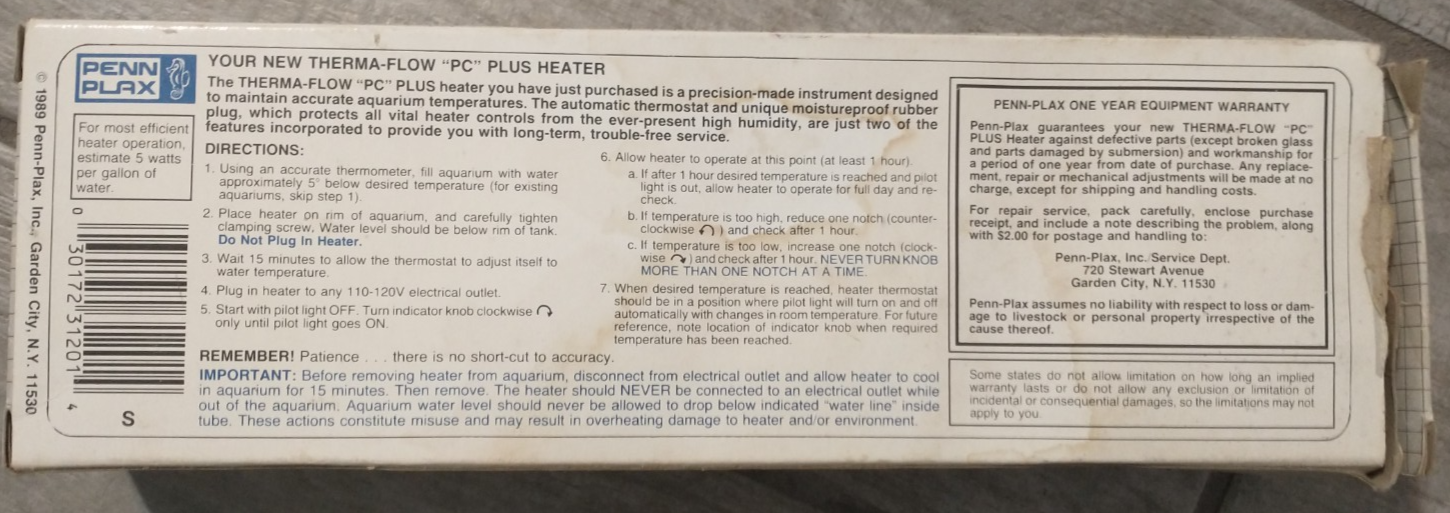 © 1989 Penn-Plax, Inc., Garden City, N.Y. 11530
PENN
PLAX
For most efficient
heater operation,
estimate 5 watts
per gallon of
water.
0 30172 31201 4
S
YOUR NEW THERMA-FLOW "PC" PLUS HEATER
The THERMA-FLOW "PC" PLUS heater you have just purchased is a precision-made instrument designed
to maintain accurate aquarium temperatures. The automatic thermostat and unique moistureproof rubber
plug, which protects all vital heater controls from the ever-present high humidity, are just two of the
features incorporated to provide you with long-term, trouble-free service.
DIRECTIONS:
1. Using an accurate thermometer, fill aquarium with water
approximately 5° below desired temperature (for existing
aquariums, skip step 1).
2. Place heater on rim of aquarium, and carefully tighten
clamping screw. Water level should be below rim of tank.
Do Not Plug In Heater.
3. Wait 15 minutes to allow the thermostat to adjust itself to
water temperature.
4. Plug in heater to any 110-120V electrical outlet.
5. Start with pilot light OFF. Turn indicator knob clockwise
only until pilot light goes ON.
6. Allow heater to operate at this point (at least 1 hour).
a. If after 1 hour desired temperature is reached and pilot
light is out, allow heater to operate for full day and re-
check.
b. If temperature is too high, reduce one notch (counter-
clockwise ) and check after 1 hour.
c. If temperature is too low, increase one notch (clock-
wise ) and check after 1 hour. NEVER TURN KNOB
MORE THAN ONE NOTCH AT A TIME.
7. When desired temperature is reached, heater thermostat
should be in a position where pilot light will turn on and off
automatically with changes in room temperature. For future
reference, note location of indicator knob when required
temperature has been reached.
REMEMBER! Patience . . . there is no short-cut to accuracy.
IMPORTANT: Before removing heater from aquarium, disconnect from electrical outlet and allow heater to cool
in aquarium for 15 minutes. Then remove. The heater should NEVER be connected to an electrical outlet while
out of the aquarium. Aquarium water level should never be allowed to drop below indicated "water line" inside
tube. These actions constitute misuse and may result in overheating damage to heater and/or environment.
PENN-PLAX ONE YEAR EQUIPMENT WARRANTY
Penn-Plax guarantees your new THERMA-FLOW "PC"
PLUS Heater against defective parts (except broken glass
and parts damaged by submersion) and workmanship for
a period of one year from date of purchase. Any replace-
ment, repair or mechanical adjustments will be made at no
charge, except for shipping and handling costs.
For repair service, pack carefully, enclose purchase
receipt, and include a note describing the problem, along
with $2.00 for postage and handling to:
Penn-Plax, Inc./Service Dept.
720 Stewart Avenue
Garden City, N.Y. 11530
Penn-Plax assumes no liability with respect to loss or dam-
age to livestock or personal property irrespective of the
cause thereof.
Some states do not allow limitation on how long an implied
warranty lasts or do not allow any exclusion or limitation of
incidental or consequential damages, so the limitations may not
apply to you.